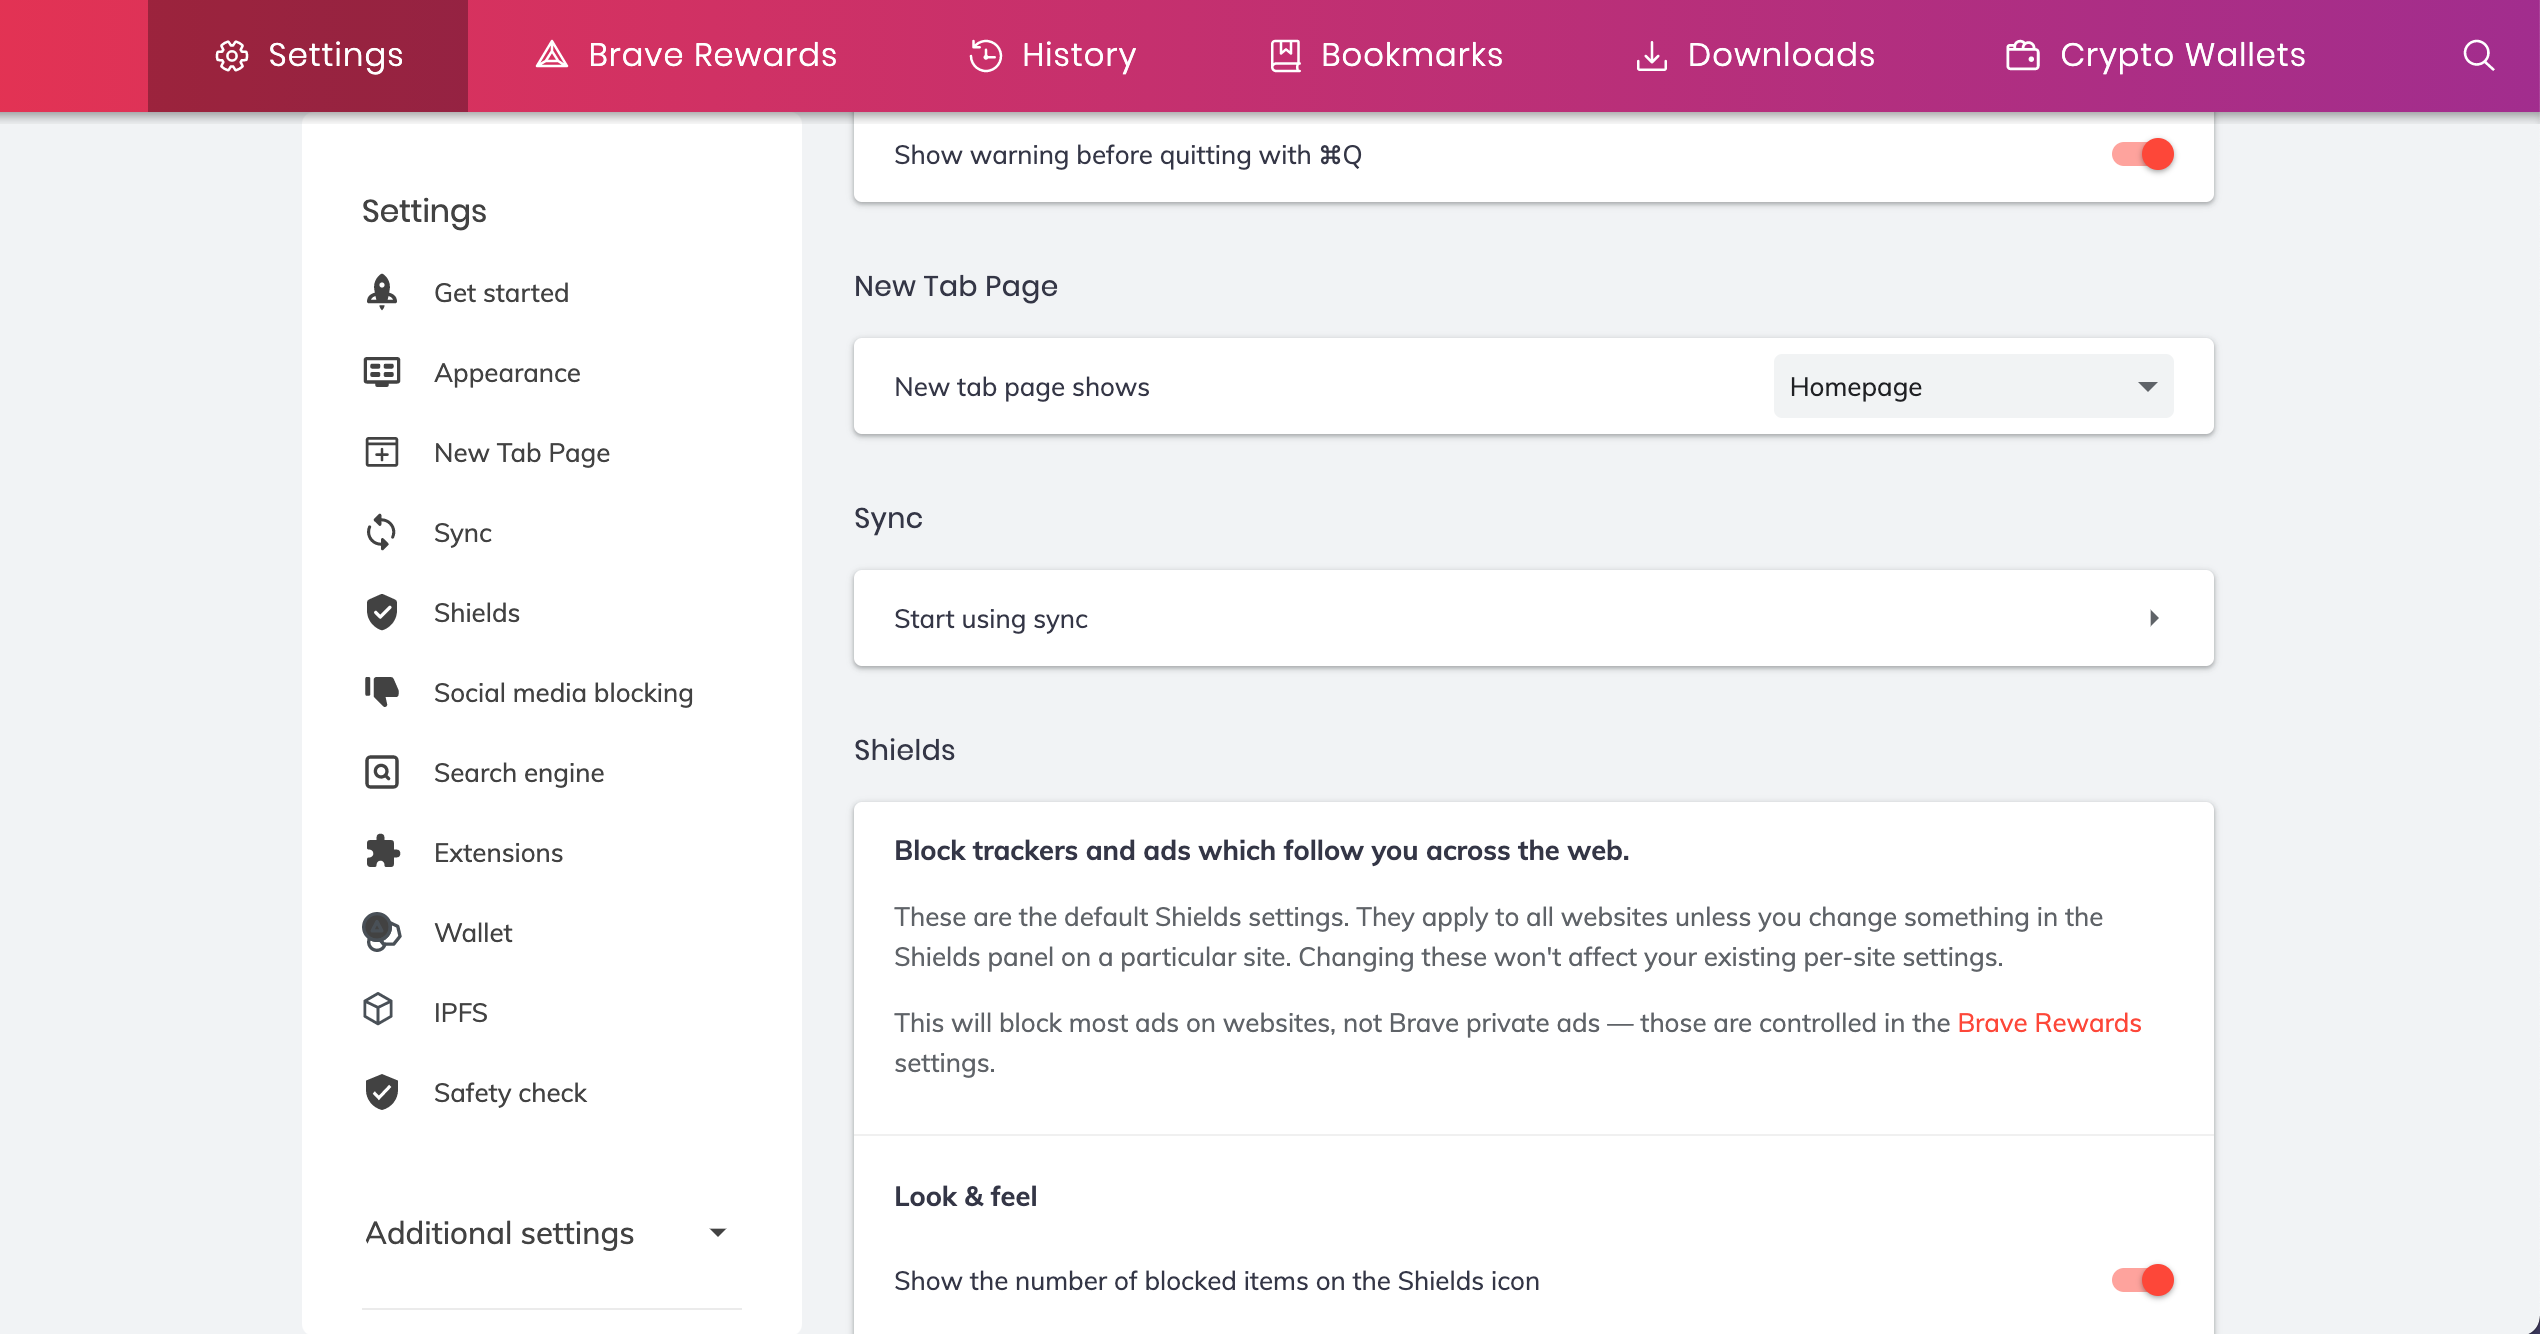 Settings
Brave Rewards
History
Bookmarks
Downloads
Crypto Wallets
Settings
Get started
Appearance
New Tab Page
Sync
Shields
Social media blocking
Search engine
Extensions
Wallet
IPFS
Safety check
Additional settings
Show warning before quitting with ⌘Q
New Tab Page
New tab page shows
Homepage
Sync
Start using sync
Shields
Block trackers and ads which follow you across the web.
These are the default Shields settings. They apply to all websites unless you change something in the
Shields panel on a particular site. Changing these won't affect your existing per-site settings.
This will block most ads on websites, not Brave private ads — those are controlled in the Brave Rewards
settings.
Look & feel
Show the number of blocked items on the Shields icon